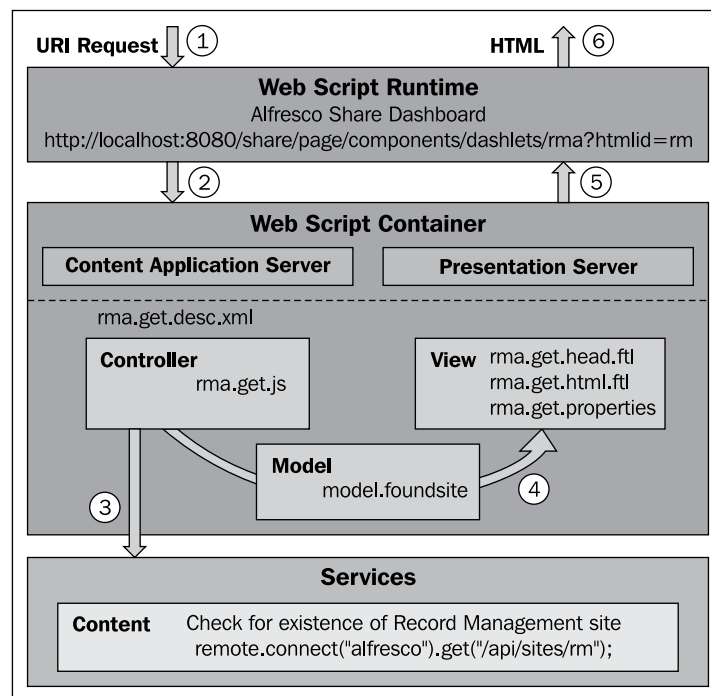 URI Request 1
HTML 6
Web Script Runtime
Alfresco Share Dashboard
http://localhost:8080/share/page/components/dashlets/rma?htmlid=rm
2
5
Web Script Container
Content Application Server
Presentation Server
rma.get.desc.xml
Controller
rma.get.js
View rma.get.head.ftl
rma.get.html.ftl
rma.get.properties
Model
model.foundsite
3
4
Services
Content Check for existence of Record Management site
remote.connect("alfresco").get("/api/sites/rm");